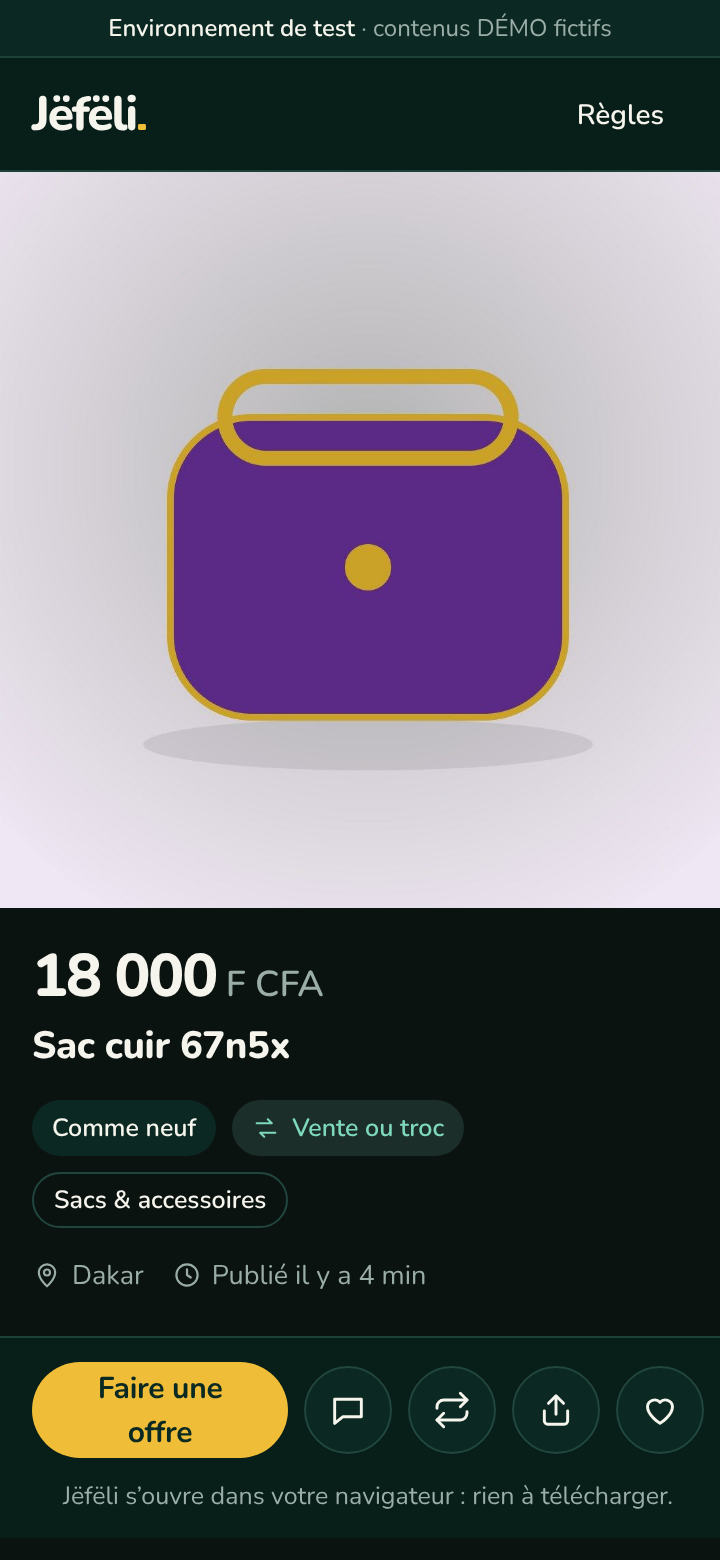 Environnement de test · contenus DÉMO fictifs
Jëfëli.
Règles
18 000 F CFA
Sac cuir 67n5x
Comme neuf
Vente ou troc
Sacs & accessoires
Dakar
Publié il y a 4 min
Faire une
offre
Jëfëli s’ouvre dans votre navigateur : rien à télécharger.